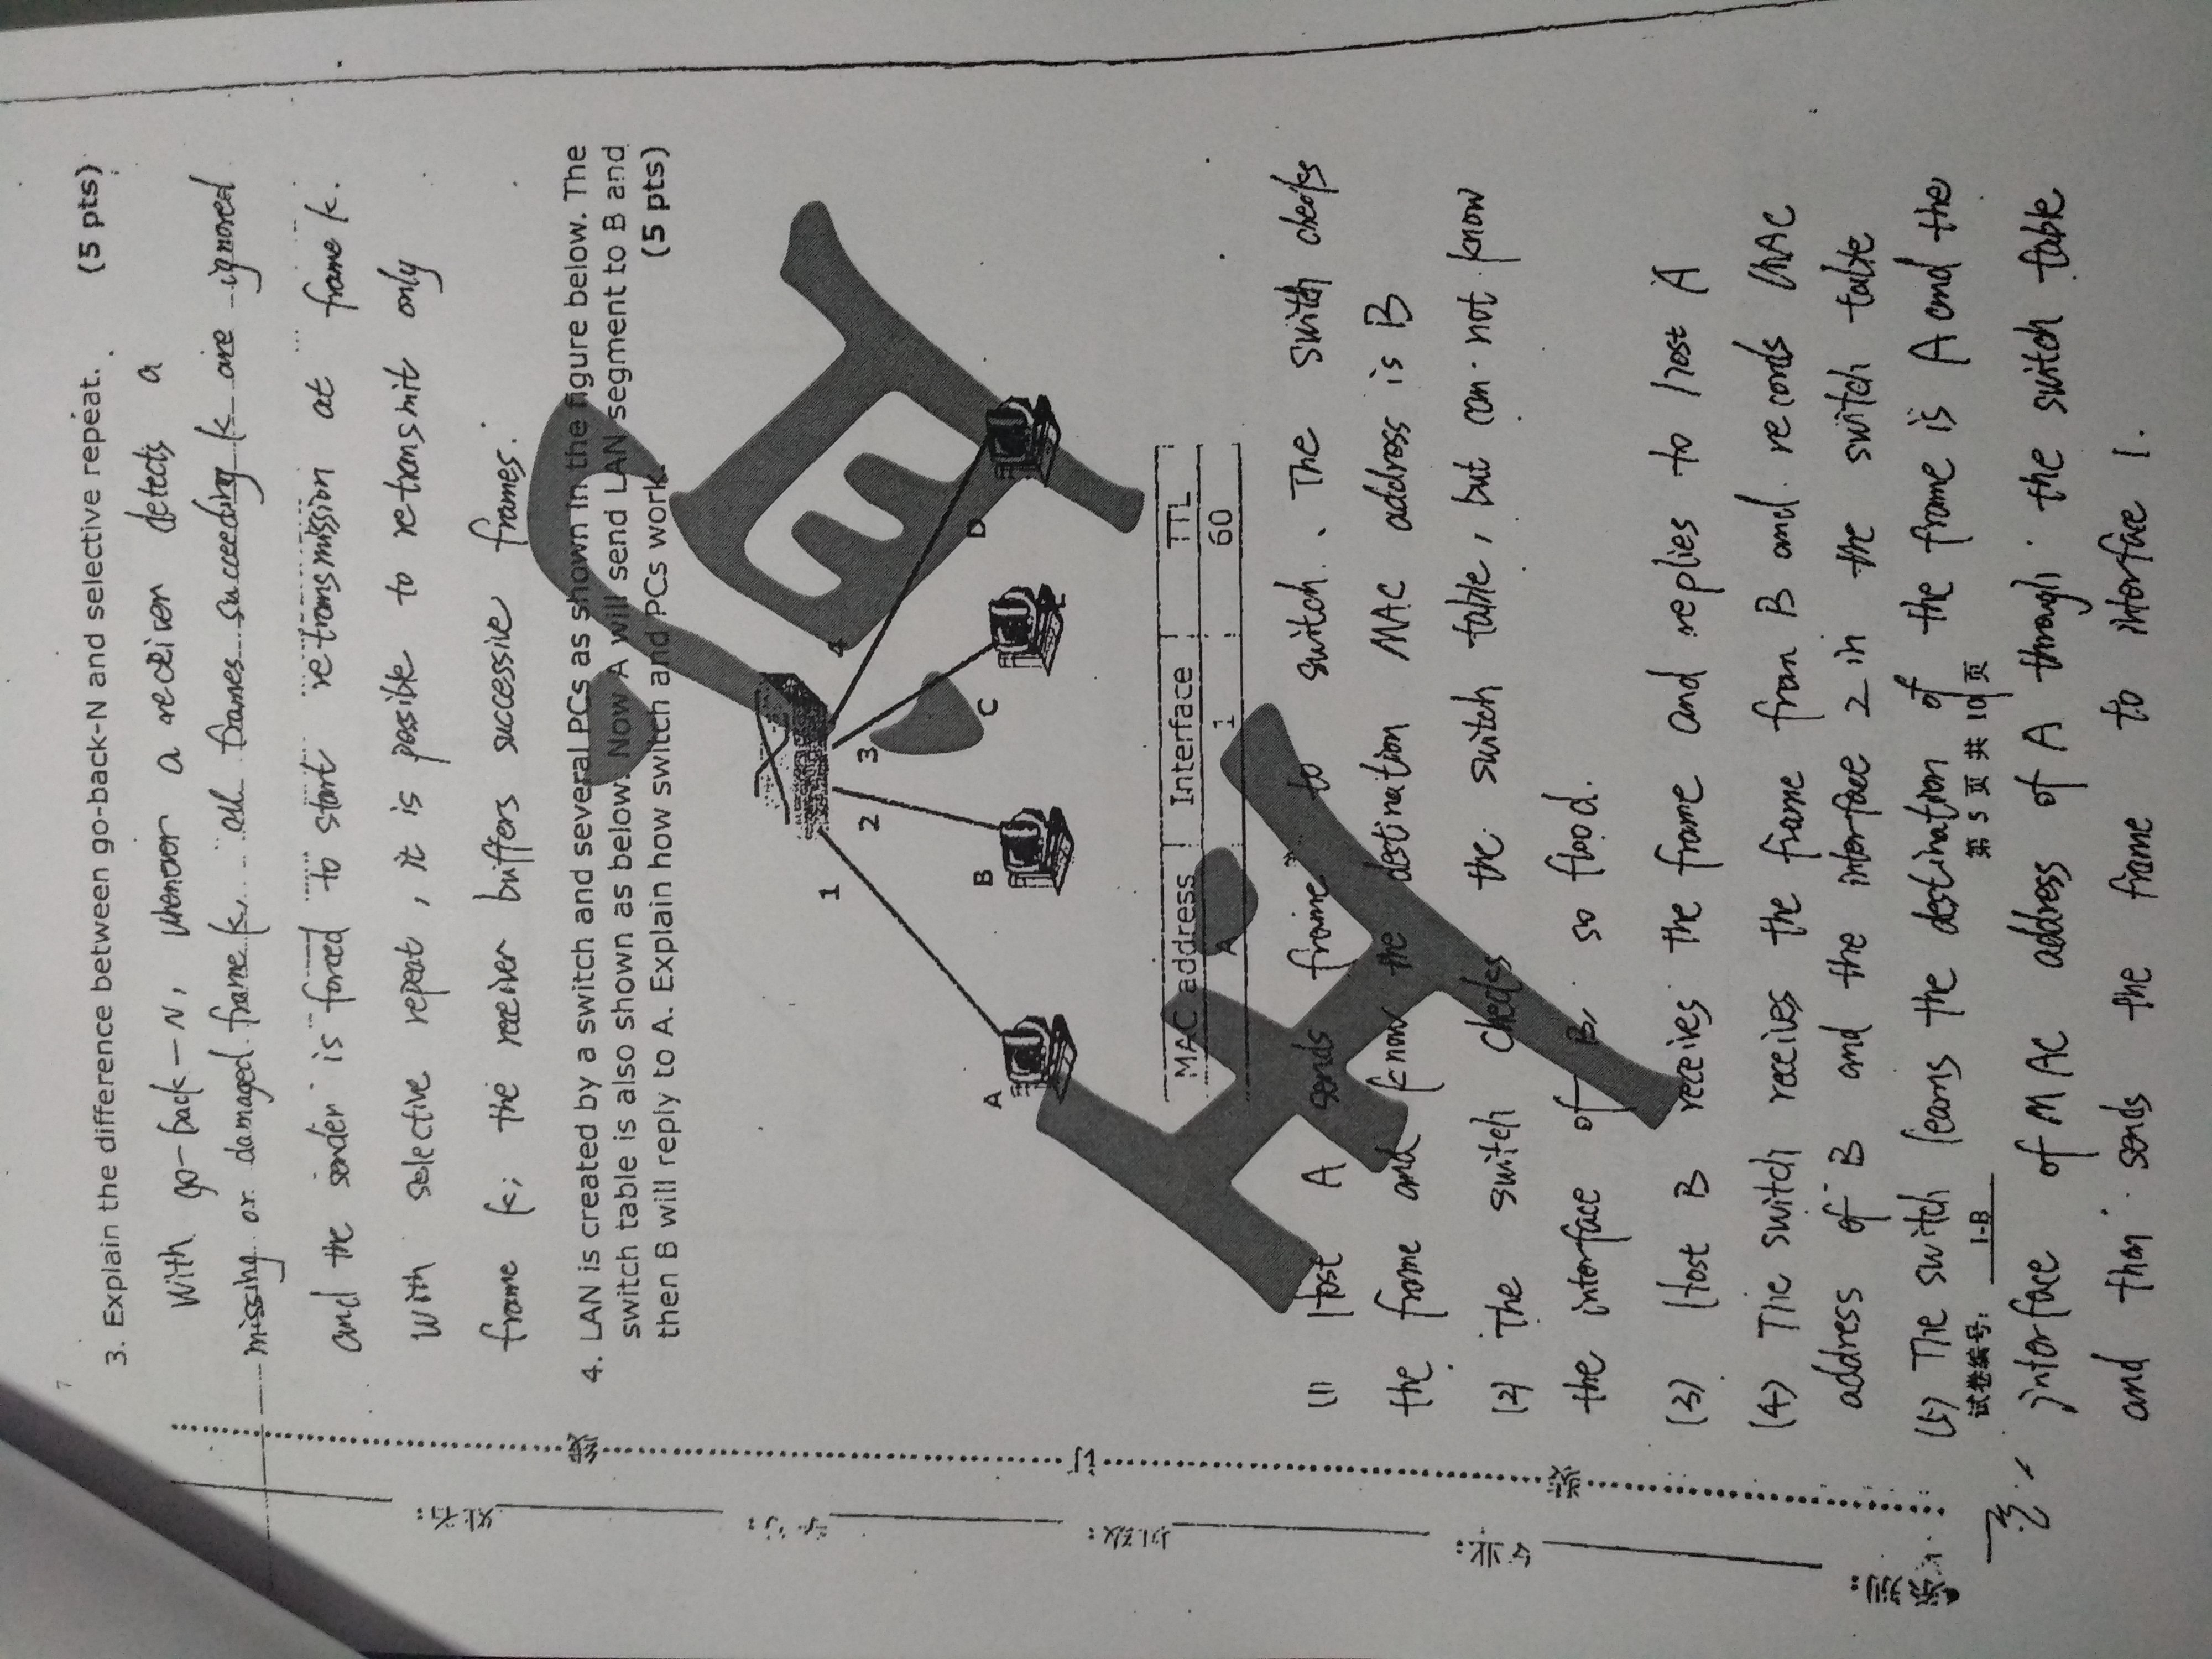 7
3. Explain the difference between go-back-N and selective repeat. (5 pts)
With go-back-N, whenever a receiver detects a
missing or damaged frame k, all frames succeeding k are ignored
and the sender is forced to start retransmission at frame k.
With selective repeat, it is possible to retransmit only
frame k; the receiver buffers successive frames.
4. LAN is created by a switch and several PCs as shown in the figure below. The
switch table is also shown as below. Now A will send LAN segment to B and
then B will reply to A. Explain how switch and PCs work. (5 pts)
1
2
3
4
A
B
C
D
MAC address Interface TTL
A 1 60
(1) Host A sends frame to switch. The switch checks
the frame and know the destination MAC address is B
(2) The switch checks the switch table, but can not know
the interface of B, so flood.
(3) Host B receives the frame and replies to Host A
(4) The switch receives the frame from B and records MAC
address of B and the interface 2 in the switch table
(5) The switch learns the destination of the frame is A and the
试卷编号: 1-B 第 5 页 共 10 页
interface of MAC address of A through the switch table
and then sends the frame to interface 1.
姓名:
学号:
班级:
专业:
系别:
线
订
装